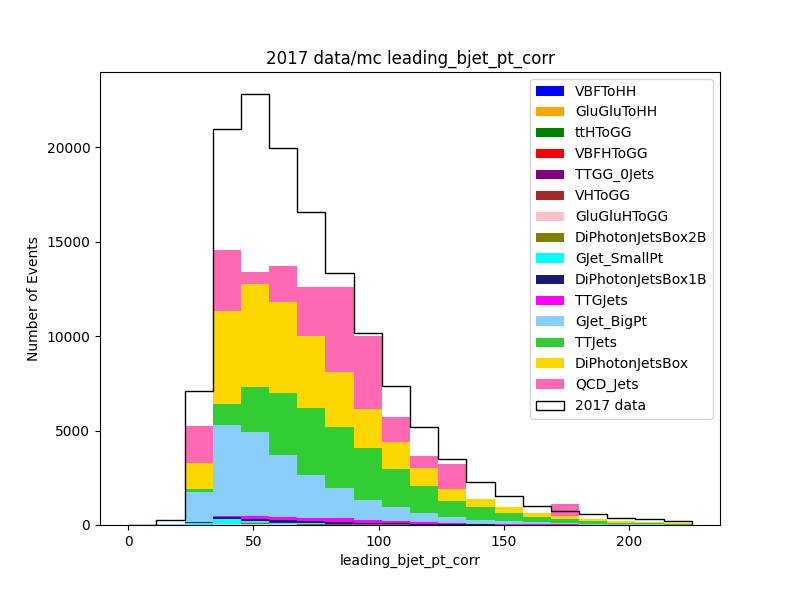 2017 data/mc leading_bjet_pt_corr
Number of Events
20000
15000
10000
5000
0
0
50
100
150
200
leading_bjet_pt_corr
VBFToHH
GluGluToHH
ttHToGG
VBFHToGG
TTGG_0Jets
VHToGG
GluGluHToGG
DiPhotonJetsBox2B
GJet_SmallPt
DiPhotonJetsBox1B
TTGJets
GJet_BigPt
TTJets
DiPhotonJetsBox
QCD_Jets
2017 data